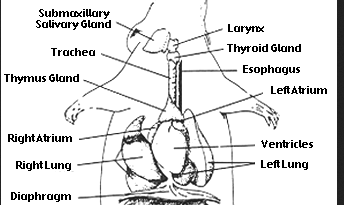 Submaxillary
Salivary Gland
Larynx
Trachea
Thyroid Gland
Thymus Gland
Esophagus
Left Atrium
Right Atrium
Ventricles
Right Lung
Left Lung
Diaphragm